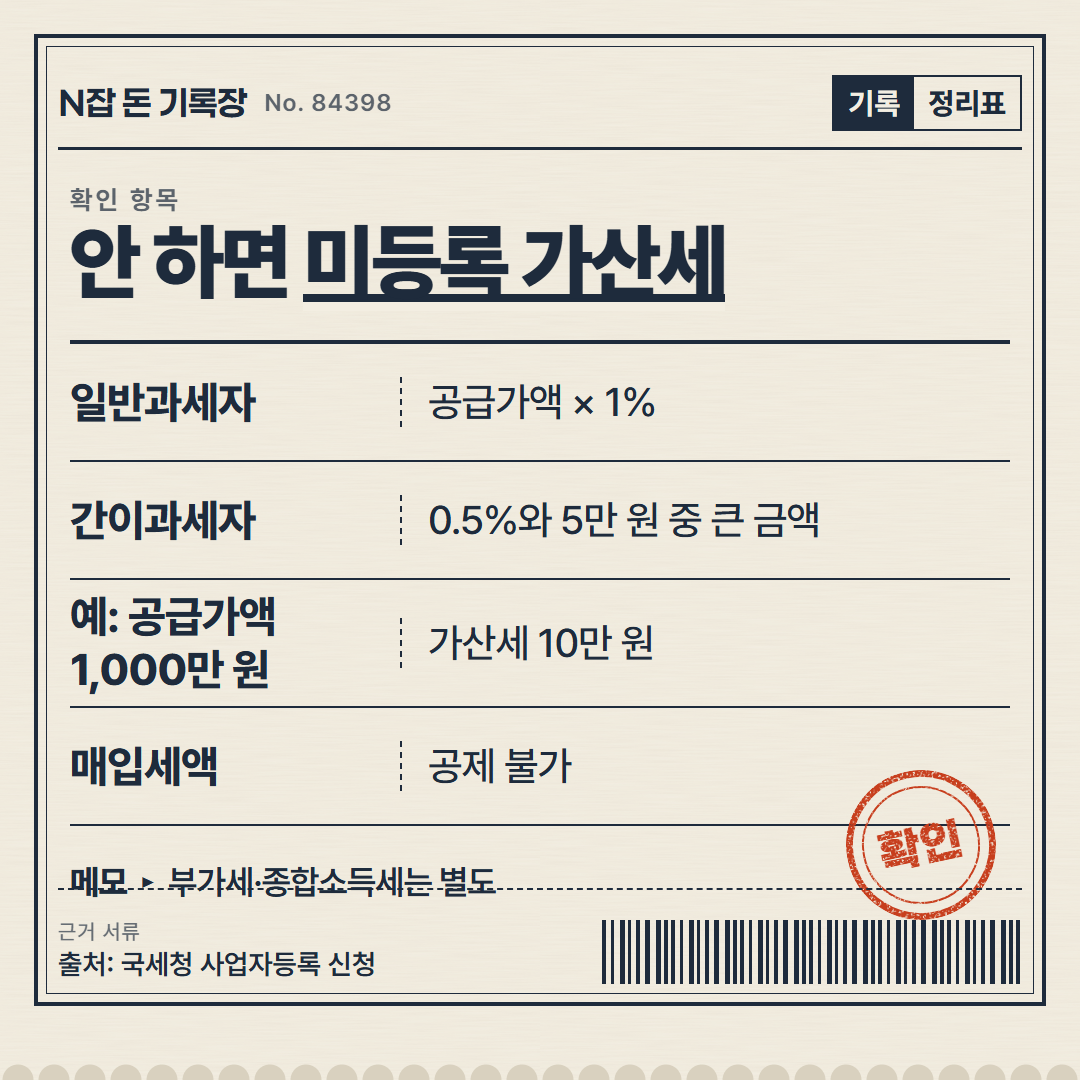 N잡 돈 기록장 No. 84398
기록 정리표
확인 항목
안 하면 미등록 가산세
일반과세자 공급가액 × 1%
간이과세자 0.5%와 5만 원 중 큰 금액
예: 공급가액
1,000만 원
가산세 10만 원
매입세액 공제 불가
확인
메모 ▸ 부가세·종합소득세는 별도
근거 서류
출처: 국세청 사업자등록 신청